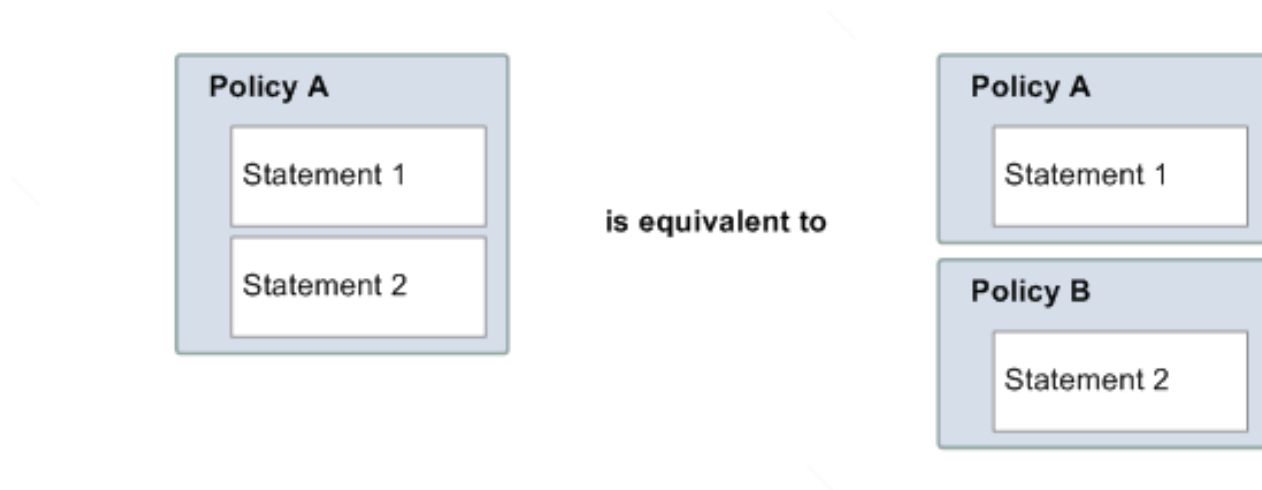 Policy A
Statement 1
Statement 2
is equivalent to
Policy A
Statement 1
Policy B
Statement 2